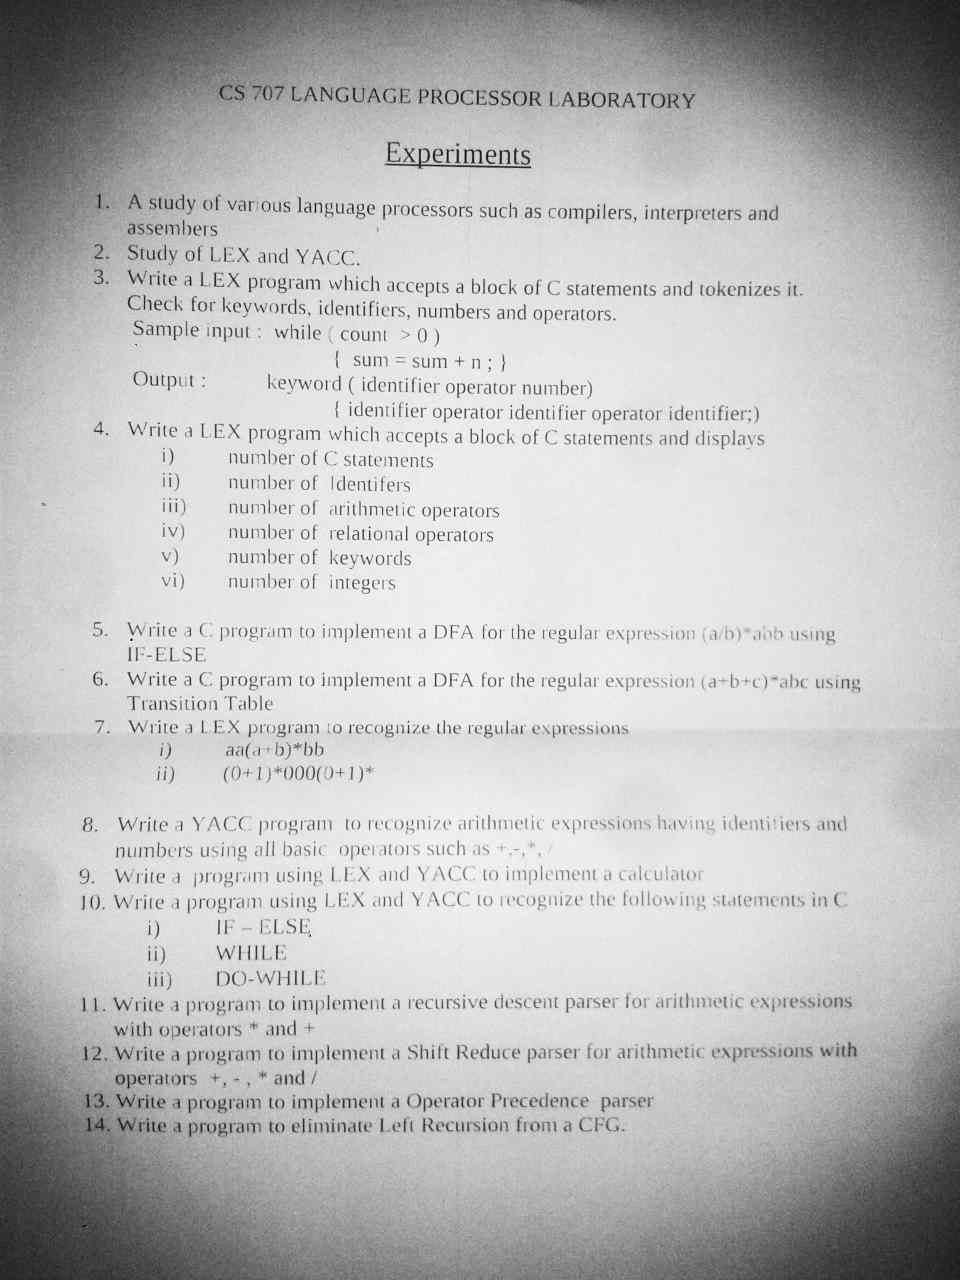 CS 707 LANGUAGE PROCESSOR LABORATORY
Experiments
1. A study of various language processors such as compilers, interpreters and
assembers
2. Study of LEX and YACC.
3. Write a LEX program which accepts a block of C statements and tokenizes it.
Check for keywords, identifiers, numbers and operators.
Sample input : while ( count > 0 )
{ sum = sum + n ; }
Output : keyword ( identifier operator number)
{ identifier operator identifier operator identifier;)
4. Write a LEX program which accepts a block of C statements and displays
i) number of C statements
ii) number of Identifers
iii) number of arithmetic operators
iv) number of relational operators
v) number of keywords
vi) number of integers
5. Write a C program to implement a DFA for the regular expression (a/b)*abb using
IF-ELSE
6. Write a C program to implement a DFA for the regular expression (a+b+c)*abc using
Transition Table
7. Write a LEX program to recognize the regular expressions
i) aa(a+b)*bb
ii) (0+1)*000(0+1)*
8. Write a YACC program to recognize arithmetic expressions having identifiers and
numbers using all basic operators such as +,-,*, /
9. Write a program using LEX and YACC to implement a calculator
10. Write a program using LEX and YACC to recognize the following statements in C
i) IF – ELSE
ii) WHILE
iii) DO-WHILE
11. Write a program to implement a recursive descent parser for arithmetic expressions
with operators * and +
12. Write a program to implement a Shift Reduce parser for arithmetic expressions with
operators +, - , * and /
13. Write a program to implement a Operator Precedence parser
14. Write a program to eliminate Left Recursion from a CFG.